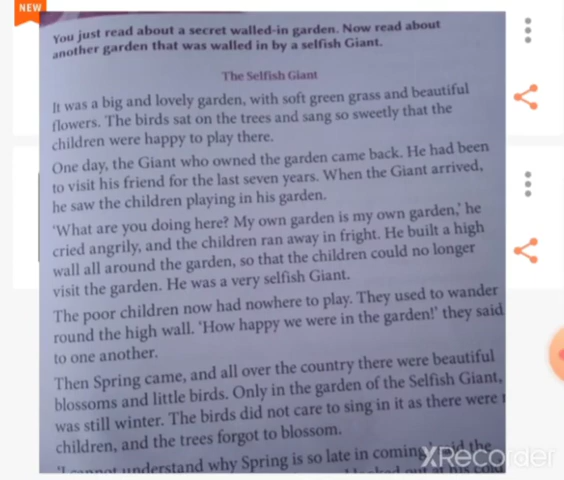 NEW
You just read about a secret walled-in garden. Now read about
another garden that was walled in by a selfish Giant.
The Selfish Giant
It was a big and lovely garden, with soft green grass and beautiful
flowers. The birds sat on the trees and sang so sweetly that the
children were happy to play there.
One day, the Giant who owned the garden came back. He had been
to visit his friend for the last seven years. When the Giant arrived,
he saw the children playing in his garden.
'What are you doing here? My own garden is my own garden,' he
cried angrily, and the children ran away in fright. He built a high
wall all around the garden, so that the children could no longer
visit the garden. He was a very selfish Giant.
The poor children now had nowhere to play. They used to wander
round the high wall. 'How happy we were in the garden!' they said
to one another.
Then Spring came, and all over the country there were beautiful
blossoms and little birds. Only in the garden of the Selfish Giant,
was still winter. The birds did not care to sing in it as there were
children, and the trees forgot to blossom.
'I cannot understand why Spring is so late in coming,' said the
XRecorder